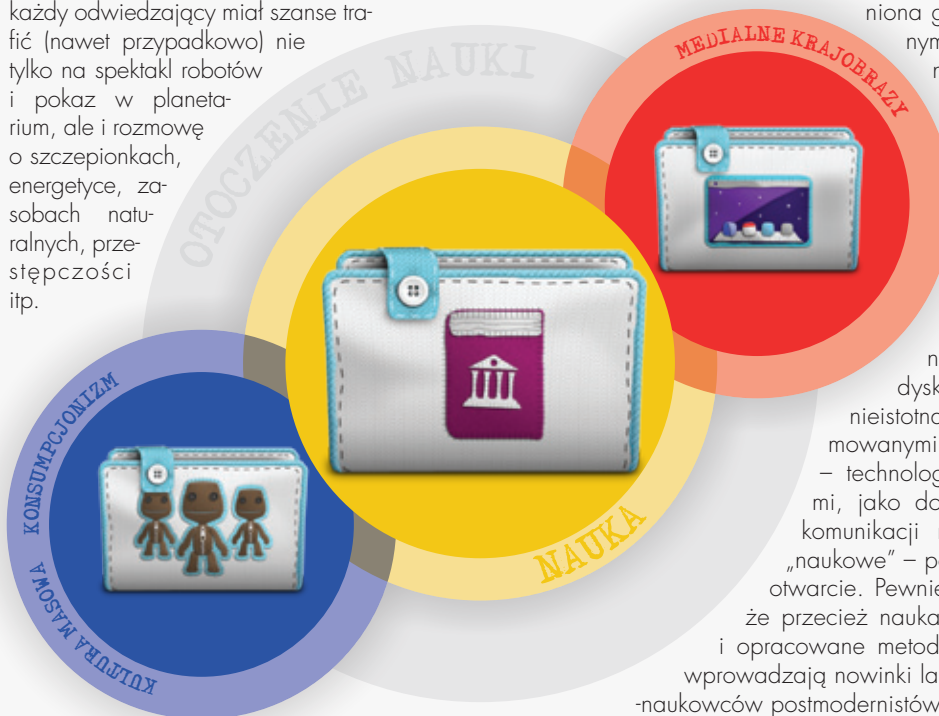 każdy odwiedzający miał szanse tra-
fić (nawet przypadkowo) nie
tylko na spektakl robotów
i pokaz w planeta-
rium, ale i rozmowę
o szczepionkach,
energetyce, za-
sobach natu-
ralnych, prze-
stępczości
itp.
OTOCZENIE NAUKI
MEDIALNE KRAJOBRAZY
NAUKA
KULTURA MASOWA KONSUMPCJONIZM
niona g
nym
n
dysk
nieistotno
mowanymi
– technolog
mi, jako do
komunikacji
„naukowe” – po
otwarcie. Pewnie
że przecież nauka
i opracowane metod
wprowadzają nowinki la
-naukowców postmodernistów